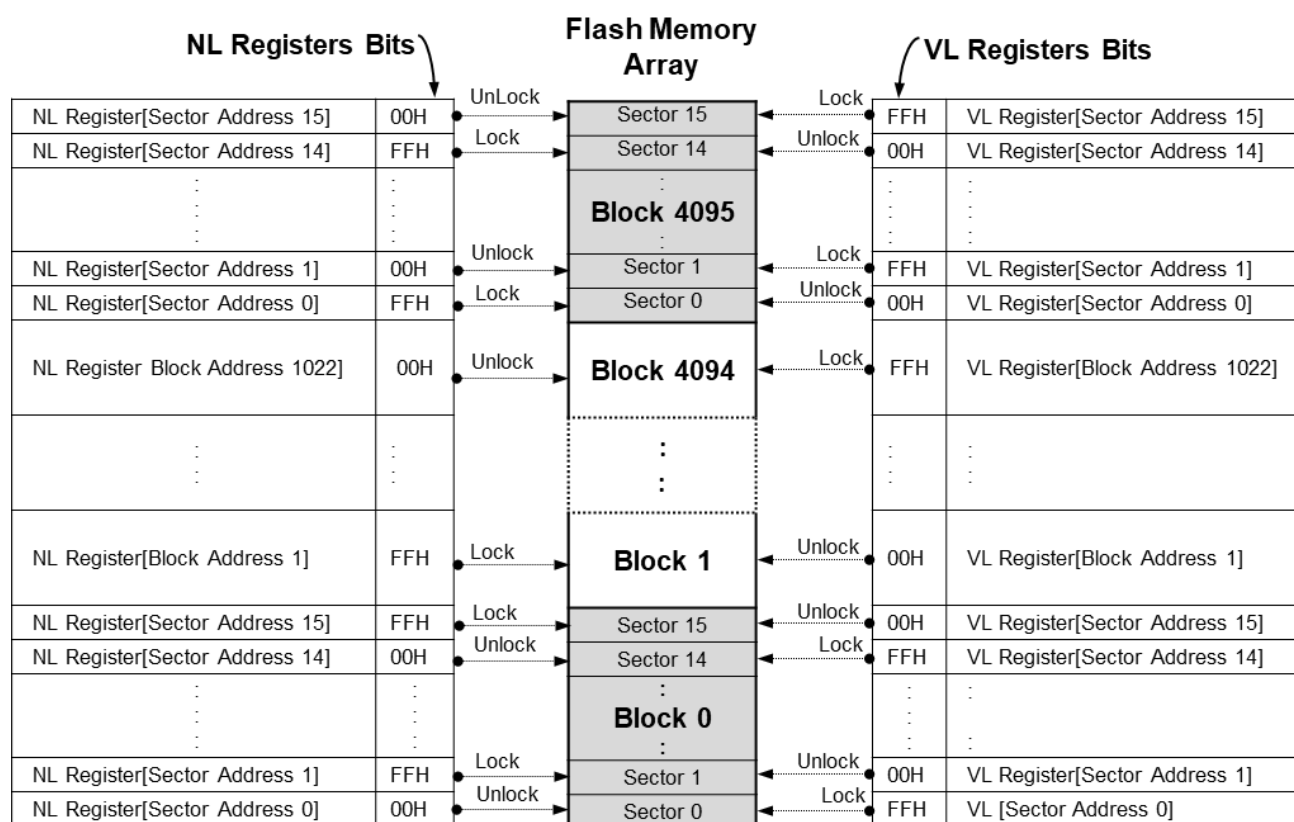 NL Registers Bits
Flash Memory
Array
VL Registers Bits
NL Register[Sector Address 15] 00H UnLock Sector 15 Lock FFH VL Register[Sector Address 15]
NL Register[Sector Address 14] FFH Lock Sector 14 Unlock 00H VL Register[Sector Address 14]
Block 4095
NL Register[Sector Address 1] 00H Unlock Sector 1 Lock FFH VL Register[Sector Address 1]
NL Register[Sector Address 0] FFH Lock Sector 0 Unlock 00H VL Register[Sector Address 0]
NL Register Block Address 1022] 00H Unlock Block 4094 Lock FFH VL Register[Block Address 1022]
NL Register[Block Address 1] FFH Lock Block 1 Unlock 00H VL Register[Block Address 1]
NL Register[Sector Address 15] FFH Lock Sector 15 Unlock 00H VL Register[Sector Address 15]
NL Register[Sector Address 14] 00H Unlock Sector 14 Lock FFH VL Register[Sector Address 14]
Block 0
NL Register[Sector Address 1] FFH Lock Sector 1 Unlock 00H VL Register[Sector Address 1]
NL Register[Sector Address 0] 00H Unlock Sector 0 Lock FFH VL [Sector Address 0]